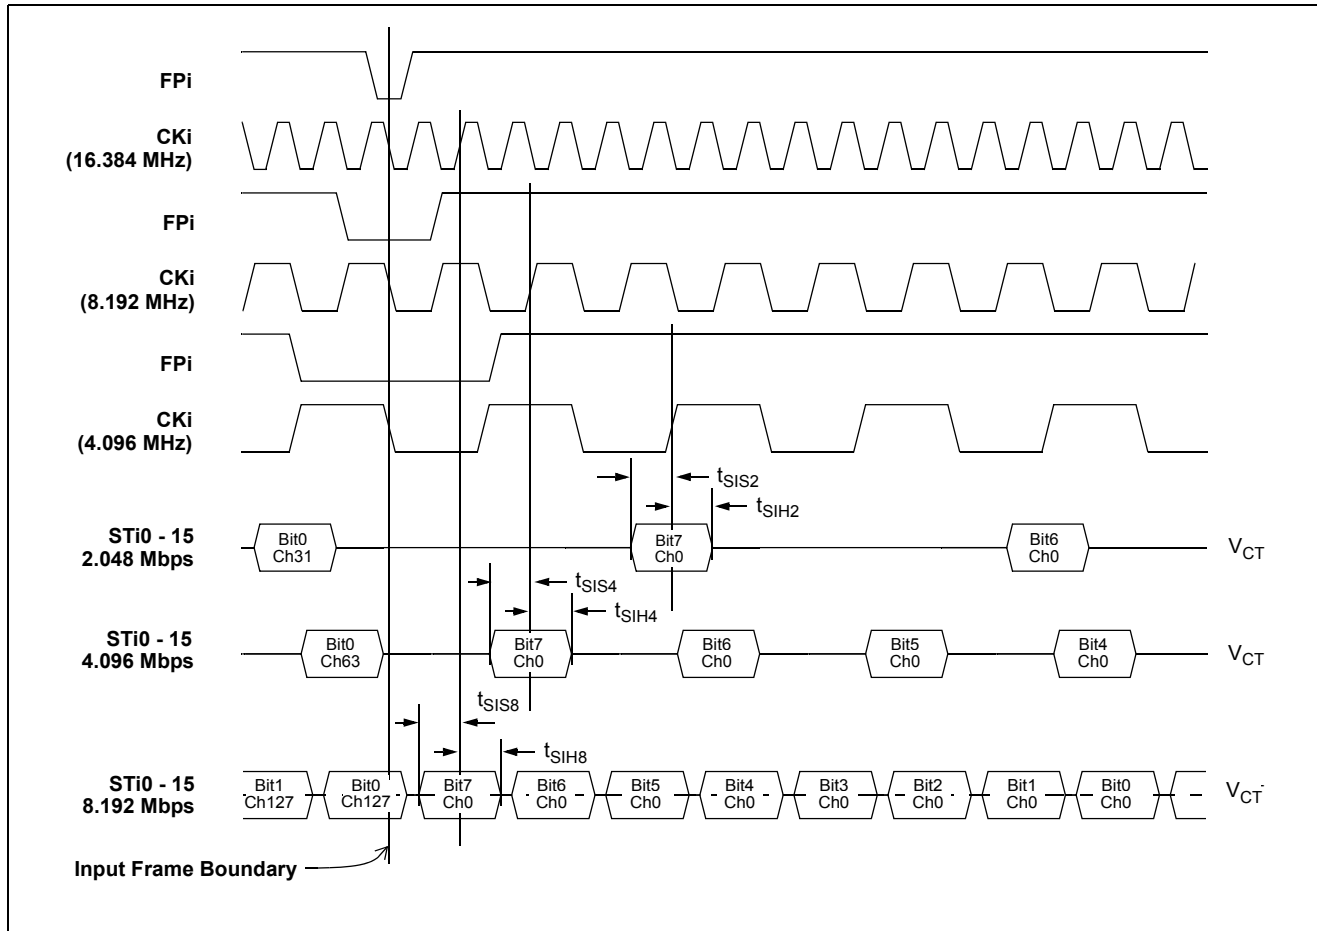 FPi
CKi
(16.384 MHz)
FPi
CKi
(8.192 MHz)
FPi
CKi
(4.096 MHz)
tSIS2
tSIH2
STi0 - 15
2.048 Mbps
Bit0
Ch31
Bit7
Ch0
Bit6
Ch0
VCT
tSIS4
tSIH4
STi0 - 15
4.096 Mbps
Bit0
Ch63
Bit7
Ch0
Bit6
Ch0
Bit5
Ch0
Bit4
Ch0
VCT
tSIS8
tSIH8
STi0 - 15
8.192 Mbps
Bit1
Ch127
Bit0
Ch127
Bit7
Ch0
Bit6
Ch0
Bit5
Ch0
Bit4
Ch0
Bit3
Ch0
Bit2
Ch0
Bit1
Ch0
Bit0
Ch0
VCT
Input Frame Boundary